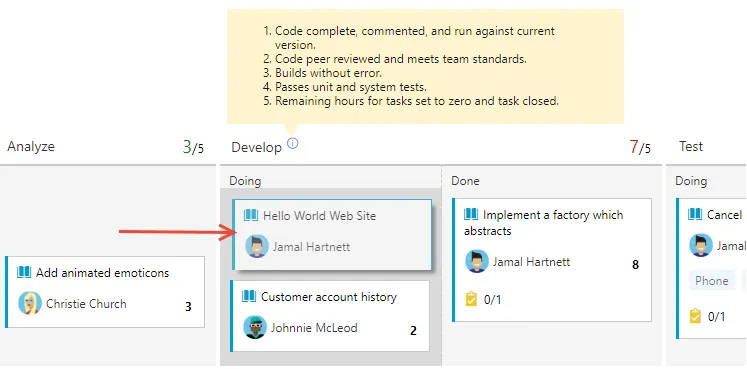 1. Code complete, commented, and run against current
version.
2. Code peer reviewed and meets team standards.
3. Builds without error.
4. Passes unit and system tests.
5. Remaining hours for tasks set to zero and task closed.
Analyze 3/5
Develop 7/5
Test
Doing
Done
Doing
Hello World Web Site
Jamal Hartnett
Implement a factory which
abstracts
Jamal Hartnett
8
0/1
Cancel
Jamal
Phone
0/1
Add animated emoticons
Christie Church
3
Customer account history
Johnnie McLeod
2